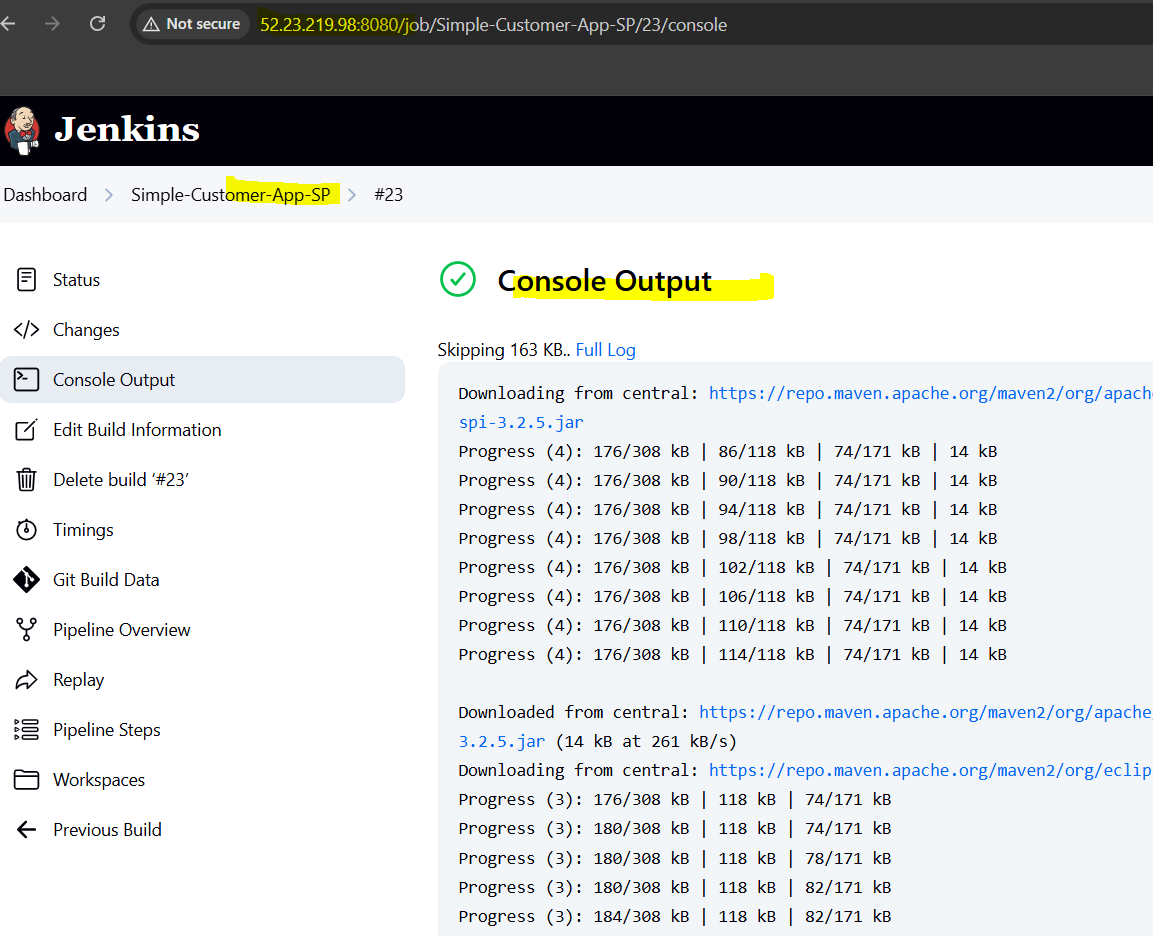 Not secure 52.23.219.98:8080/job/Simple-Customer-App-SP/23/console
Jenkins
Dashboard > Simple-Customer-App-SP > #23
Status
Changes
Console Output
Edit Build Information
Delete build ‘#23’
Timings
Git Build Data
Pipeline Overview
Replay
Pipeline Steps
Workspaces
Previous Build
Console Output
Skipping 163 KB.. Full Log
Downloading from central: https://repo.maven.apache.org/maven2/org/apach
spi-3.2.5.jar
Progress (4): 176/308 kB | 86/118 kB | 74/171 kB | 14 kB
Progress (4): 176/308 kB | 90/118 kB | 74/171 kB | 14 kB
Progress (4): 176/308 kB | 94/118 kB | 74/171 kB | 14 kB
Progress (4): 176/308 kB | 98/118 kB | 74/171 kB | 14 kB
Progress (4): 176/308 kB | 102/118 kB | 74/171 kB | 14 kB
Progress (4): 176/308 kB | 106/118 kB | 74/171 kB | 14 kB
Progress (4): 176/308 kB | 110/118 kB | 74/171 kB | 14 kB
Progress (4): 176/308 kB | 114/118 kB | 74/171 kB | 14 kB
Downloaded from central: https://repo.maven.apache.org/maven2/org/apache
3.2.5.jar (14 kB at 261 kB/s)
Downloading from central: https://repo.maven.apache.org/maven2/org/eclip
Progress (3): 176/308 kB | 118 kB | 74/171 kB
Progress (3): 180/308 kB | 118 kB | 74/171 kB
Progress (3): 180/308 kB | 118 kB | 78/171 kB
Progress (3): 180/308 kB | 118 kB | 82/171 kB
Progress (3): 184/308 kB | 118 kB | 82/171 kB